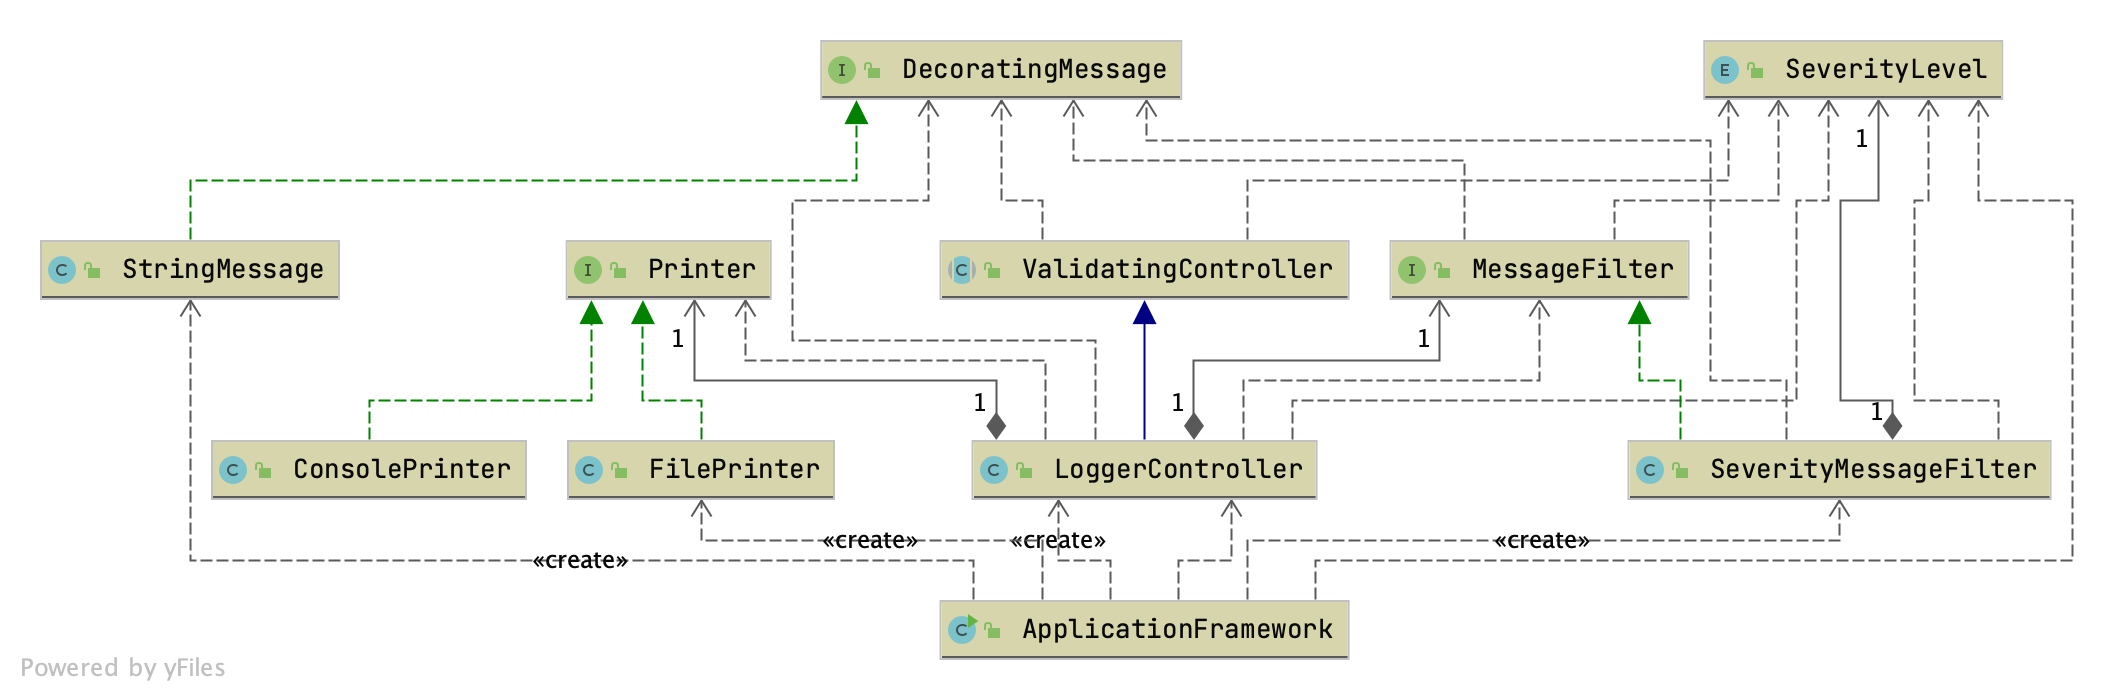 I DecoratingMessage
E SeverityLevel
1
C StringMessage
I Printer
C ValidatingController
I MessageFilter
1
1
1
1
1
C ConsolePrinter
C FilePrinter
C LoggerController
C SeverityMessageFilter
«create»
«create»
«create»
«create»
C ApplicationFramework
Powered by yFiles